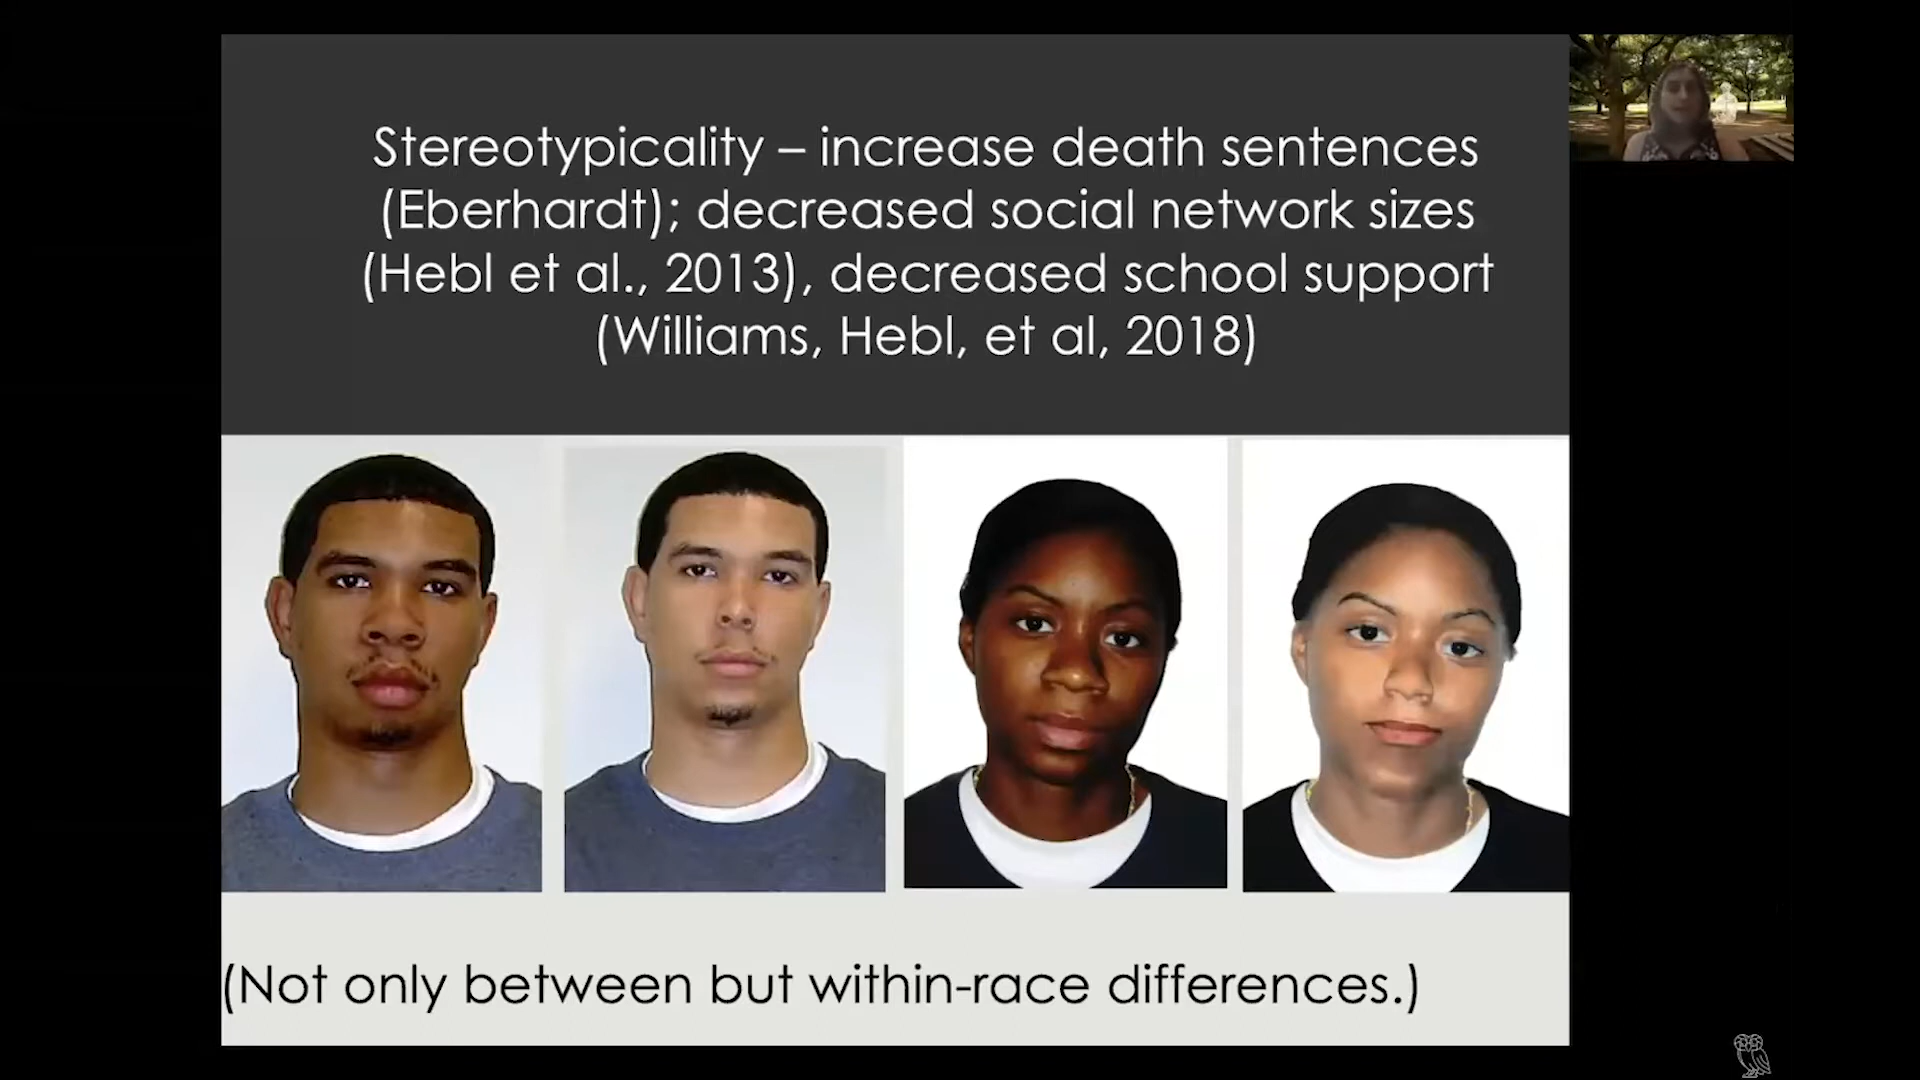 Stereotypicality – increase death sentences
(Eberhardt); decreased social network sizes
(Hebl et al., 2013), decreased school support
(Williams, Hebl, et al, 2018)
(Not only between but within-race differences.)